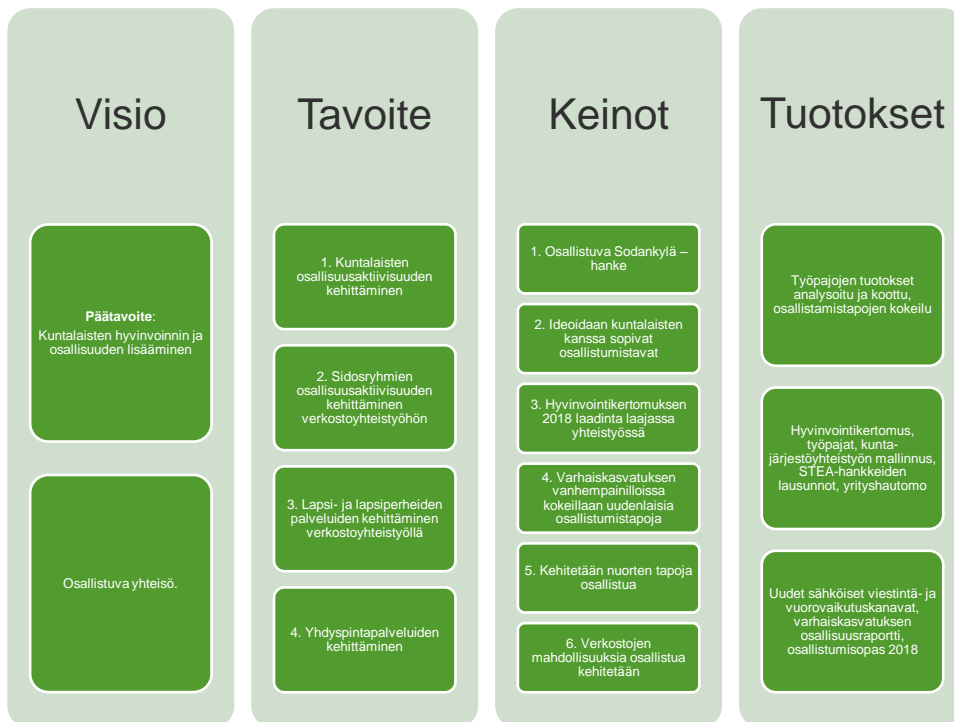 Visio
Päätavoite:
Kuntalaisten hyvinvoinnin ja
osallisuuden lisääminen
Osallistuva yhteisö.
Tavoite
1. Kuntalaisten
osallisuusaktiivisuuden
kehittäminen
2. Sidosryhmien
osallisuusaktiivisuuden
kehittäminen
verkostoyhteistyöhön
3. Lapsi- ja lapsiperheiden
palveluiden kehittäminen
verkostoyhteistyöllä
4. Yhdyspintapalveluiden
kehittäminen
Keinot
1. Osallistuva Sodankylä –
hanke
2. Ideoidaan kuntalaisten
kanssa sopivat
osallistumistavat
3. Hyvinvointikertomuksen
2018 laadinta laajassa
yhteistyössä
4. Varhaiskasvatuksen
vanhempainilloissa
kokeillaan uudenlaisia
osallistumistapoja
5. Kehitetään nuorten tapoja
osallistua
6. Verkostojen
mahdollisuuksia osallistua
kehitetään
Tuotokset
Työpajojen tuotokset
analysoitu ja koottu,
osallistamistapojen kokeilu
Hyvinvointikertomus,
työpajat, kunta-
järjestöyhteistyön mallinnus,
STEA-hankkeiden
lausunnot, yrityshautomo
Uudet sähköiset viestintä- ja
vuorovaikutuskanavat,
varhaiskasvatuksen
osallisuusraportti,
osallistumisopas 2018